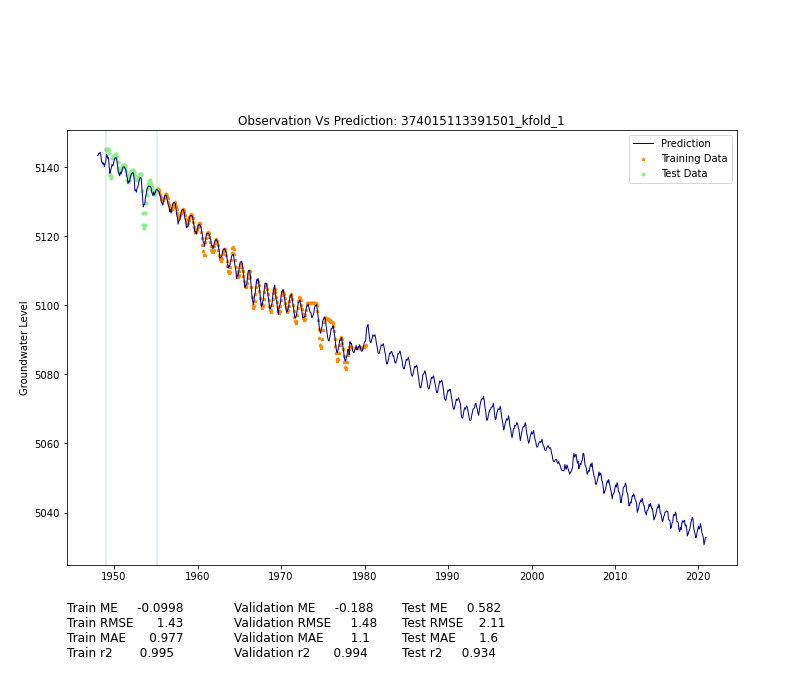 Observation Vs Prediction: 374015113391501_kfold_1
Prediction
Training Data
Test Data
Groundwater Level
5140
5120
5100
5080
5060
5040
1950 1960 1970 1980 1990 2000 2010 2020
Train ME -0.0998 Validation ME -0.188 Test ME 0.582
Train RMSE 1.43 Validation RMSE 1.48 Test RMSE 2.11
Train MAE 0.977 Validation MAE 1.1 Test MAE 1.6
Train r2 0.995 Validation r2 0.994 Test r2 0.934